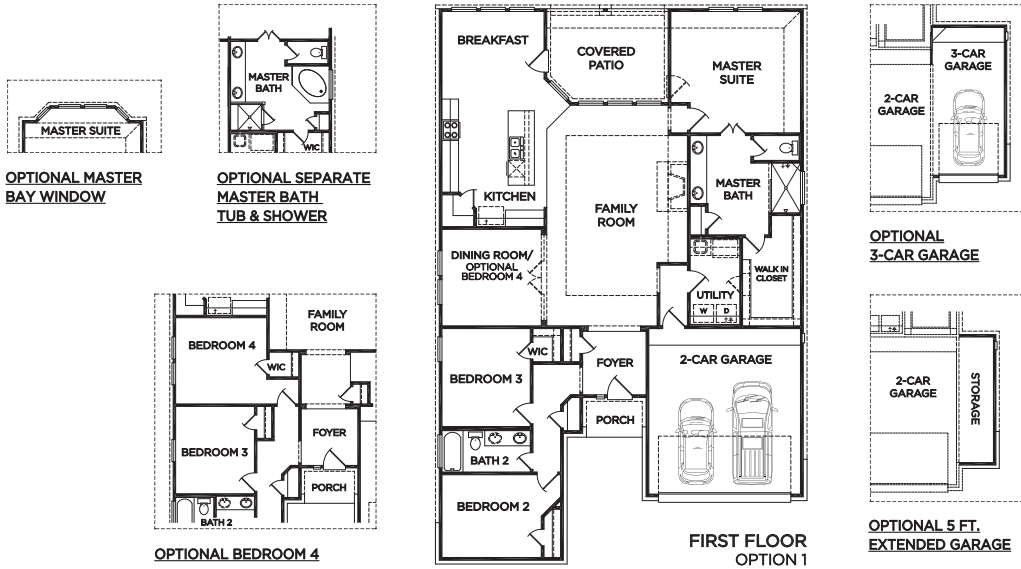 MASTER SUITE
OPTIONAL MASTER
BAY WINDOW
MASTER
BATH
WIC
OPTIONAL SEPARATE
MASTER BATH
TUB & SHOWER
FAMILY
ROOM
BEDROOM 4
WIC
BEDROOM 3
FOYER
PORCH
BATH 2
OPTIONAL BEDROOM 4
BREAKFAST
COVERED
PATIO
MASTER
SUITE
KITCHEN
FAMILY
ROOM
MASTER
BATH
DINING ROOM/
OPTIONAL
BEDROOM 4
WALK IN
CLOSET
UTILITY
W D
WIC
FOYER
2-CAR GARAGE
BEDROOM 3
PORCH
BATH 2
BEDROOM 2
FIRST FLOOR
OPTION 1
3-CAR
GARAGE
2-CAR
GARAGE
OPTIONAL
3-CAR GARAGE
2-CAR
GARAGE
STORAGE
OPTIONAL 5 FT.
EXTENDED GARAGE